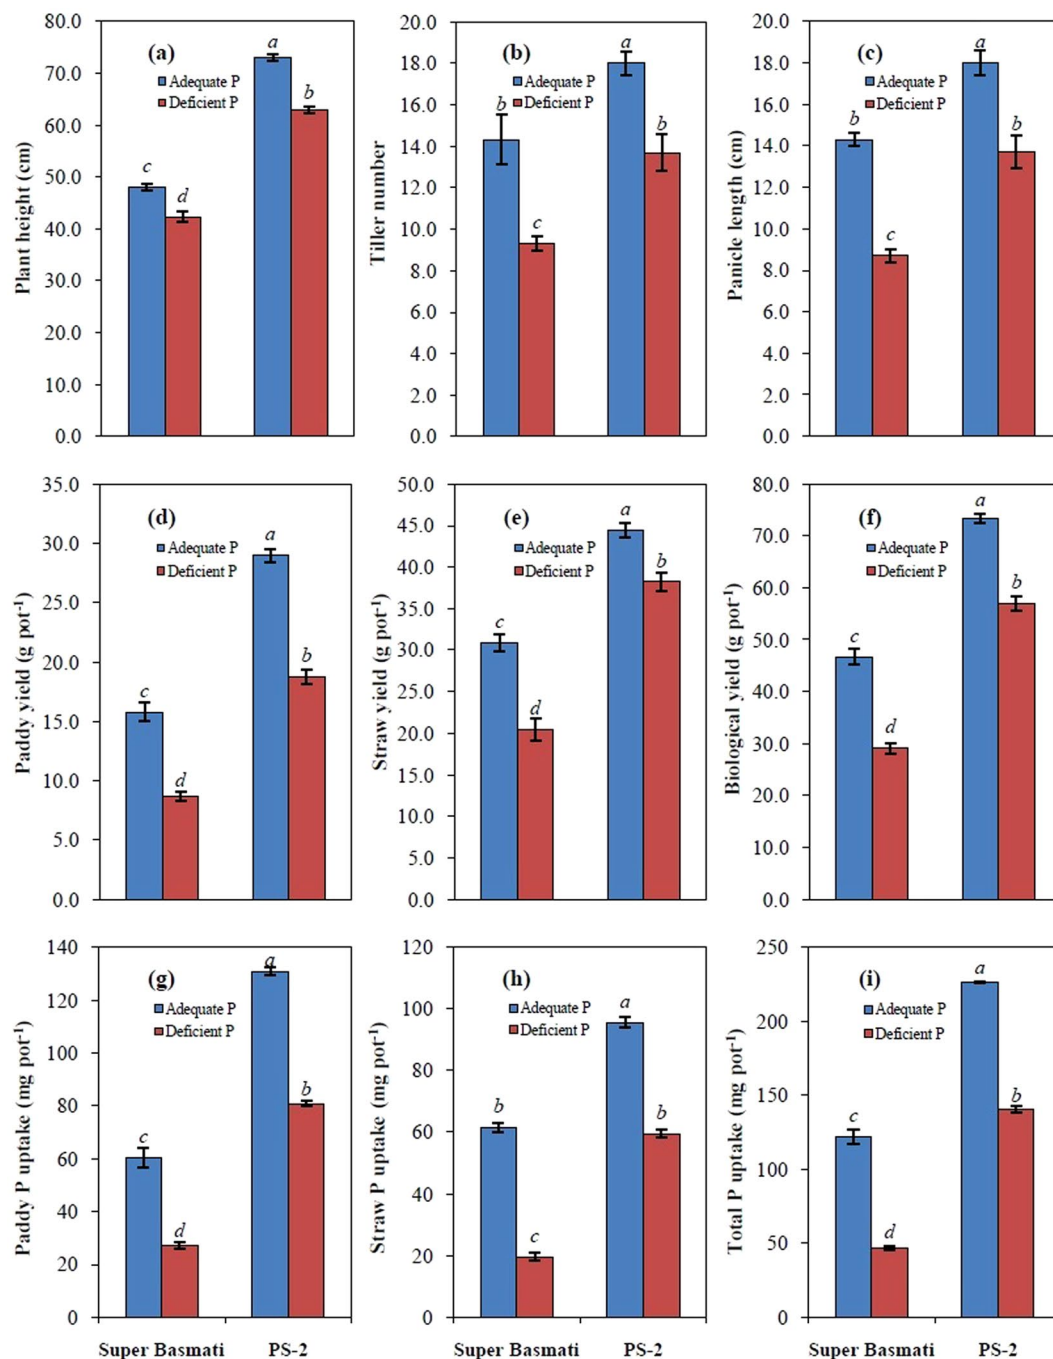 (a)
Adequate P
Deficient P
Plant height (cm)
80.0
70.0
60.0
50.0
40.0
30.0
20.0
10.0
0.0
c
d
a
b
(b)
Adequate P
Deficient P
Tiller number
20.0
18.0
16.0
14.0
12.0
10.0
8.0
6.0
4.0
2.0
0.0
b
c
a
b
(c)
Adequate P
Deficient P
Panicle length (cm)
20.0
18.0
16.0
14.0
12.0
10.0
8.0
6.0
4.0
2.0
0.0
b
c
a
b
(d)
Adequate P
Deficient P
Paddy yield (g pot⁻¹)
35.0
30.0
25.0
20.0
15.0
10.0
5.0
0.0
c
d
a
b
(e)
Adequate P
Deficient P
Straw yield (g pot⁻¹)
50.0
45.0
40.0
35.0
30.0
25.0
20.0
15.0
10.0
5.0
0.0
c
d
a
b
(f)
Adequate P
Deficient P
Biological yield (g pot⁻¹)
80.0
70.0
60.0
50.0
40.0
30.0
20.0
10.0
0.0
c
d
a
b
(g)
Adequate P
Deficient P
Paddy P uptake (mg pot⁻¹)
140
120
100
80
60
40
20
0
c
d
a
b
Super Basmati PS-2
(h)
Adequate P
Deficient P
Straw P uptake (mg pot⁻¹)
120
100
80
60
40
20
0
b
c
a
b
Super Basmati PS-2
(i)
Adequate P
Deficient P
Total P uptake (mg pot⁻¹)
250
200
150
100
50
0
c
d
a
b
Super Basmati PS-2